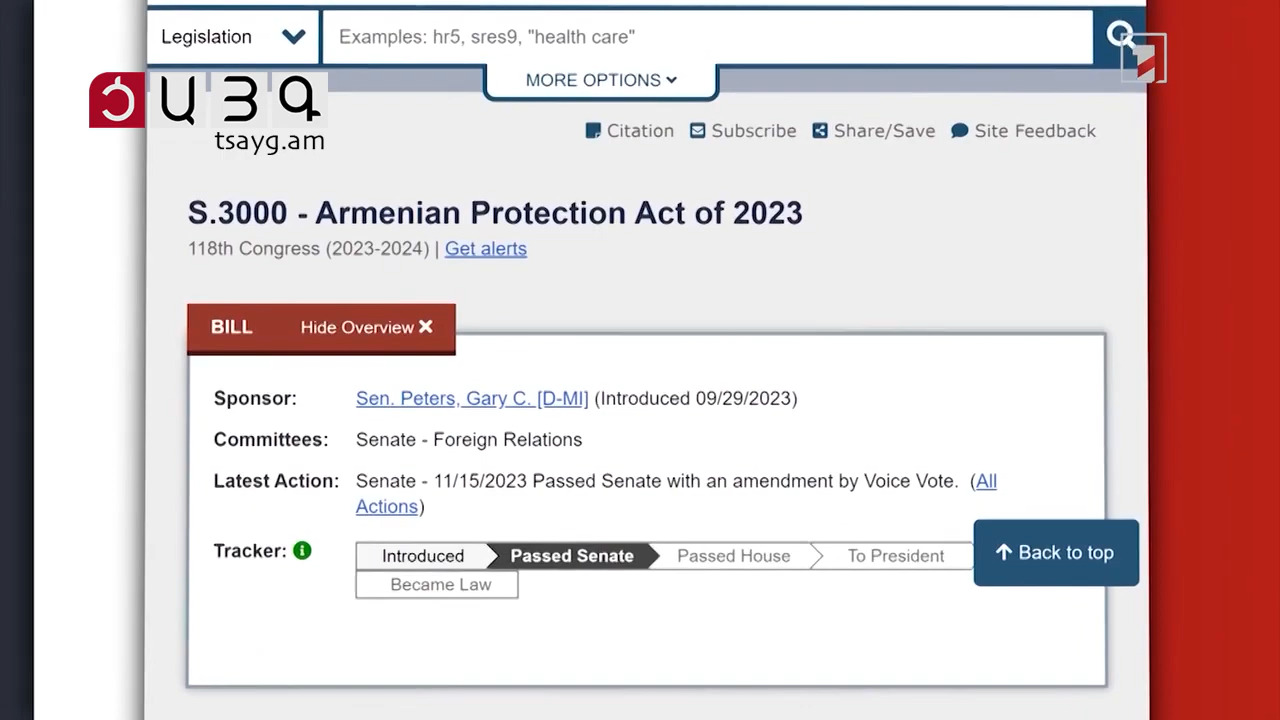 Legislation
Examples: hr5, sres9, "health care"
MORE OPTIONS
ԾԱՅԳ
tsayg.am
1
Citation
Subscribe
Share/Save
Site Feedback
S.3000 - Armenian Protection Act of 2023
118th Congress (2023-2024) | Get alerts
BILL
Hide Overview
Sponsor: Sen. Peters, Gary C. [D-MI] (Introduced 09/29/2023)
Committees: Senate - Foreign Relations
Latest Action: Senate - 11/15/2023 Passed Senate with an amendment by Voice Vote. (All
Actions)
Tracker: Introduced Passed Senate Passed House To President
Back to top
Became Law